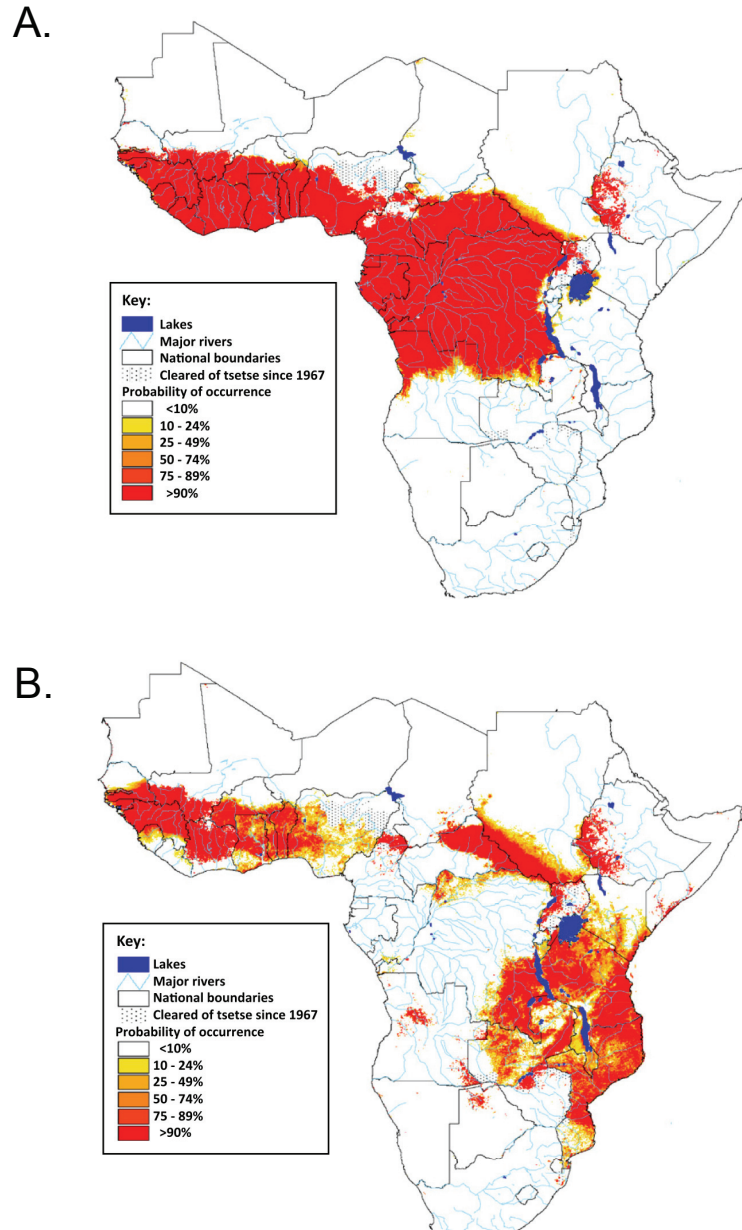 A.
Key:
Lakes
Major rivers
National boundaries
Cleared of tsetse since 1967
Probability of occurrence
<10%
10 - 24%
25 - 49%
50 - 74%
75 - 89%
>90%
B.
Key:
Lakes
Major rivers
National boundaries
Cleared of tsetse since 1967
Probability of occurrence
<10%
10 - 24%
25 - 49%
50 - 74%
75 - 89%
>90%